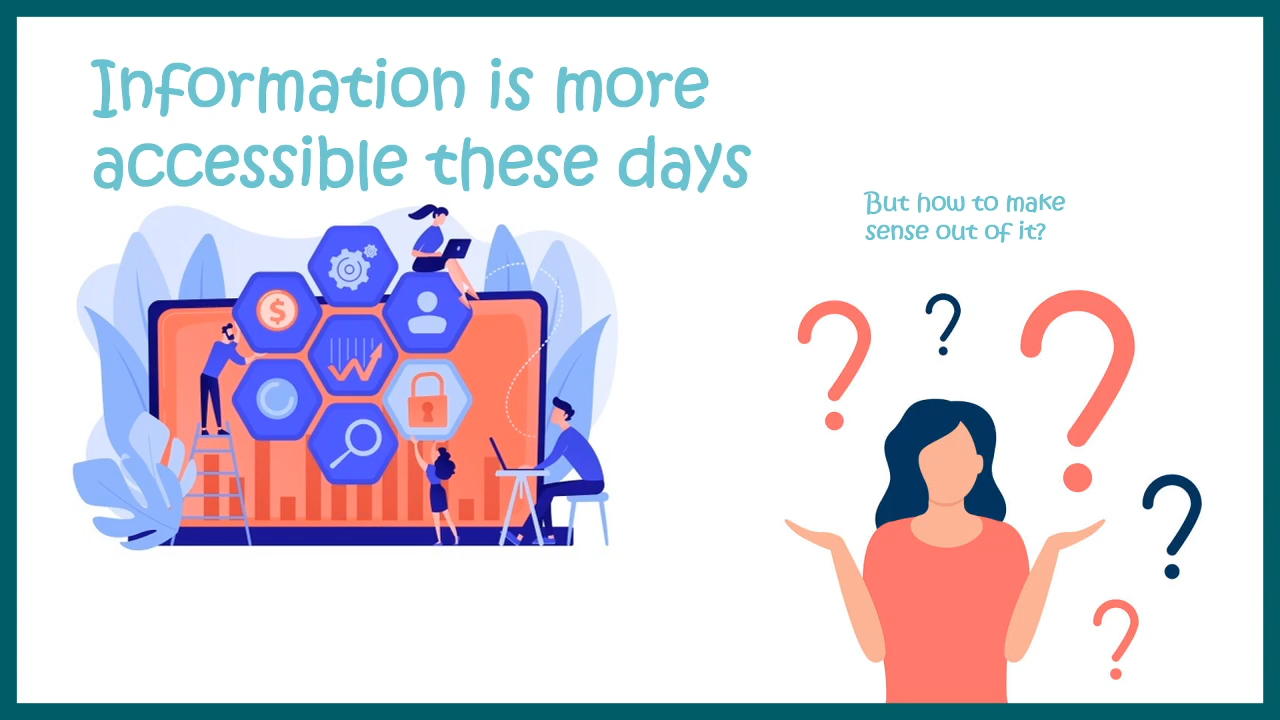 Information is more
accessible these days
But how to make
sense out of it?